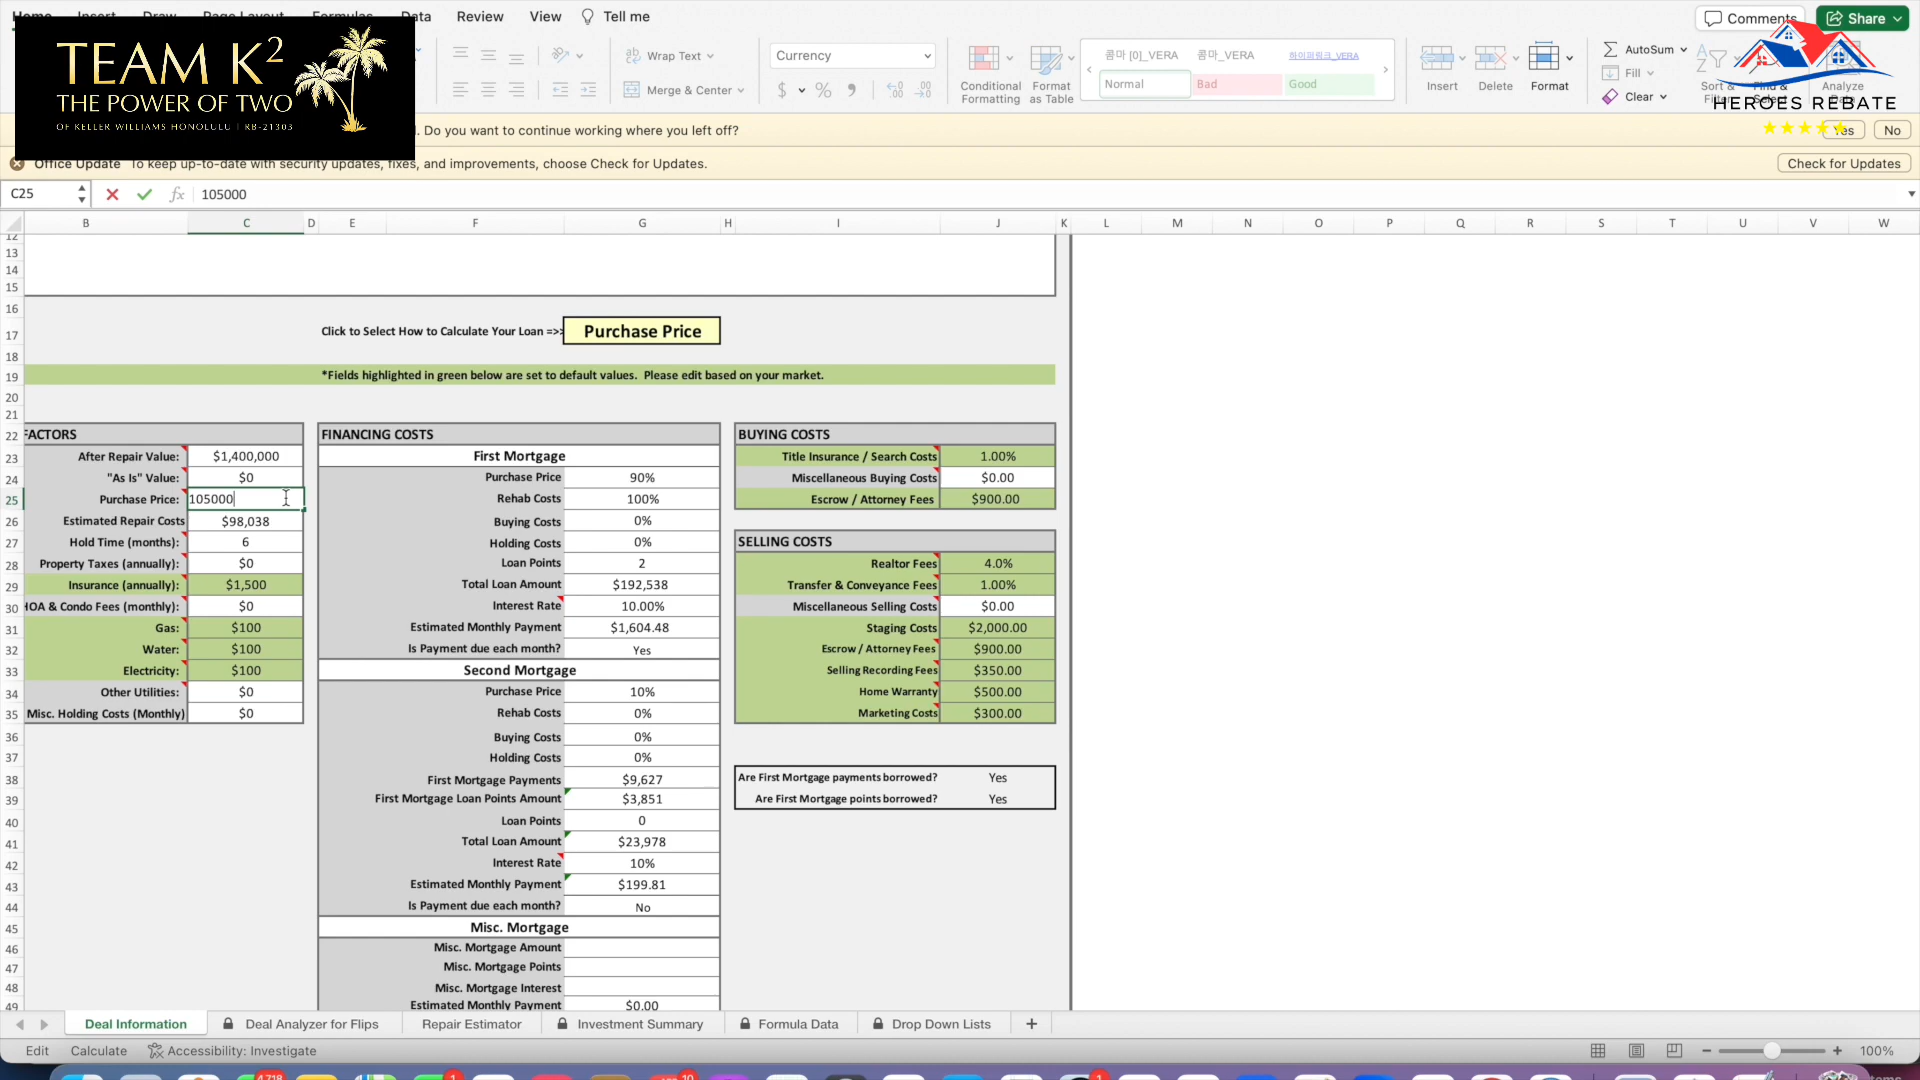 Data Review View Tell me
Comments Share
TEAM K²
THE POWER OF TWO
OF KELLER WILLIAMS HONOLULU | RB-21303
Wrap Text
Merge & Center
Currency
$ % 9
Conditional Formatting
Format as Table
콤마 [0]_VERA 콤마_VERA 하이퍼링크_VERA
Normal Bad Good
Insert Delete Format
AutoSum
Fill
Clear
HEROES REBATE
. Do you want to continue working where you left off?
Yes No
Office Update To keep up-to-date with security updates, fixes, and improvements, choose Check for Updates.
Check for Updates
C25 fx 105000
B C D E F G H I J K L M N O P Q R S T U V W
12
13
14
15
16
17 Click to Select How to Calculate Your Loan =>> Purchase Price
18
19 *Fields highlighted in green below are set to default values. Please edit based on your market.
20
21
22 FACTORS FINANCING COSTS BUYING COSTS
23 After Repair Value: $1,400,000 First Mortgage Title Insurance / Search Costs 1.00%
24 "As Is" Value: $0 Purchase Price 90% Miscellaneous Buying Costs $0.00
25 Purchase Price: 105000 Rehab Costs 100% Escrow / Attorney Fees $900.00
26 Estimated Repair Costs $98,038 Buying Costs 0%
27 Hold Time (months): 6 Holding Costs 0% SELLING COSTS
28 Property Taxes (annually): $0 Loan Points 2 Realtor Fees 4.0%
29 Insurance (annually): $1,500 Total Loan Amount $192,538 Transfer & Conveyance Fees 1.00%
30 HOA & Condo Fees (monthly): $0 Interest Rate 10.00% Miscellaneous Selling Costs $0.00
31 Gas: $100 Estimated Monthly Payment $1,604.48 Staging Costs $2,000.00
32 Water: $100 Is Payment due each month? Yes Escrow / Attorney Fees $900.00
33 Electricity: $100 Second Mortgage Selling Recording Fees $350.00
34 Other Utilities: $0 Purchase Price 10% Home Warranty $500.00
35 Misc. Holding Costs (Monthly) $0 Rehab Costs 0% Marketing Costs $300.00
36 Buying Costs 0%
37 Holding Costs 0%
38 First Mortgage Payments $9,627 Are First Mortgage payments borrowed? Yes
39 First Mortgage Loan Points Amount $3,851 Are First Mortgage points borrowed? Yes
40 Loan Points 0
41 Total Loan Amount $23,978
42 Interest Rate 10%
43 Estimated Monthly Payment $199.81
44 Is Payment due each month? No
45 Misc. Mortgage
46 Misc. Mortgage Amount
47 Misc. Mortgage Points
48 Misc. Mortgage Interest
49 Estimated Monthly Payment $0.00
Deal Information Deal Analyzer for Flips Repair Estimator Investment Summary Formula Data Drop Down Lists +
Edit Calculate Accessibility: Investigate 100%